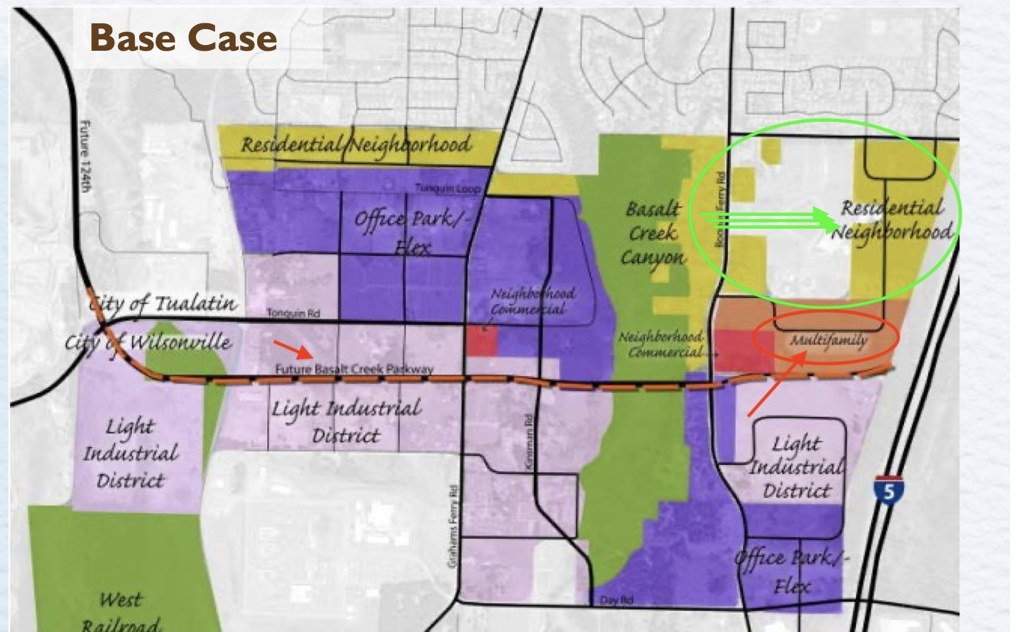 Base Case
Future 124th
Residential Neighborhood
Tonquin Loop
Office Park/-
Flex
Basalt
Creek
Canyon
Ferry Rd
Residential
Neighborhood
Neighborhood
Commercial
City of Tualatin
Tonquin Rd
City of Wilsonville
Neighborhood
Commercial
Multifamily
Future Basalt Creek Parkway
Light
Industrial
District
Light Industrial
District
Kinsman Rd
Light
Industrial
District
5
Grahams Ferry Rd
Office Park/-
Flex
Day Rd
West
Railroad